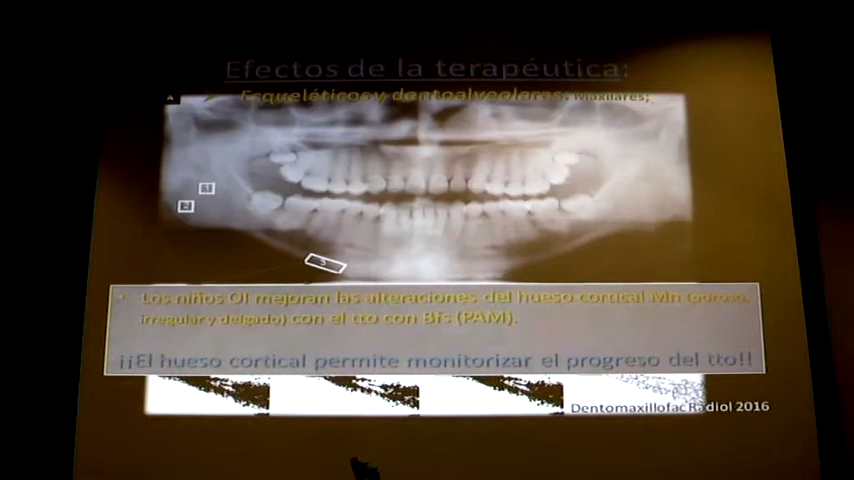 Efectos de la terapéutica:
Esqueléticos y dentoalveolares: Maxilares;
A
1
2
3
• Los niños OI mejoran las alteraciones del hueso cortical Mn (poroso,
irregular y delgado) con el tto con Bfs (PAM).
¡¡El hueso cortical permite monitorizar el progreso del tto!!
Dentomaxillofac Radiol 2016